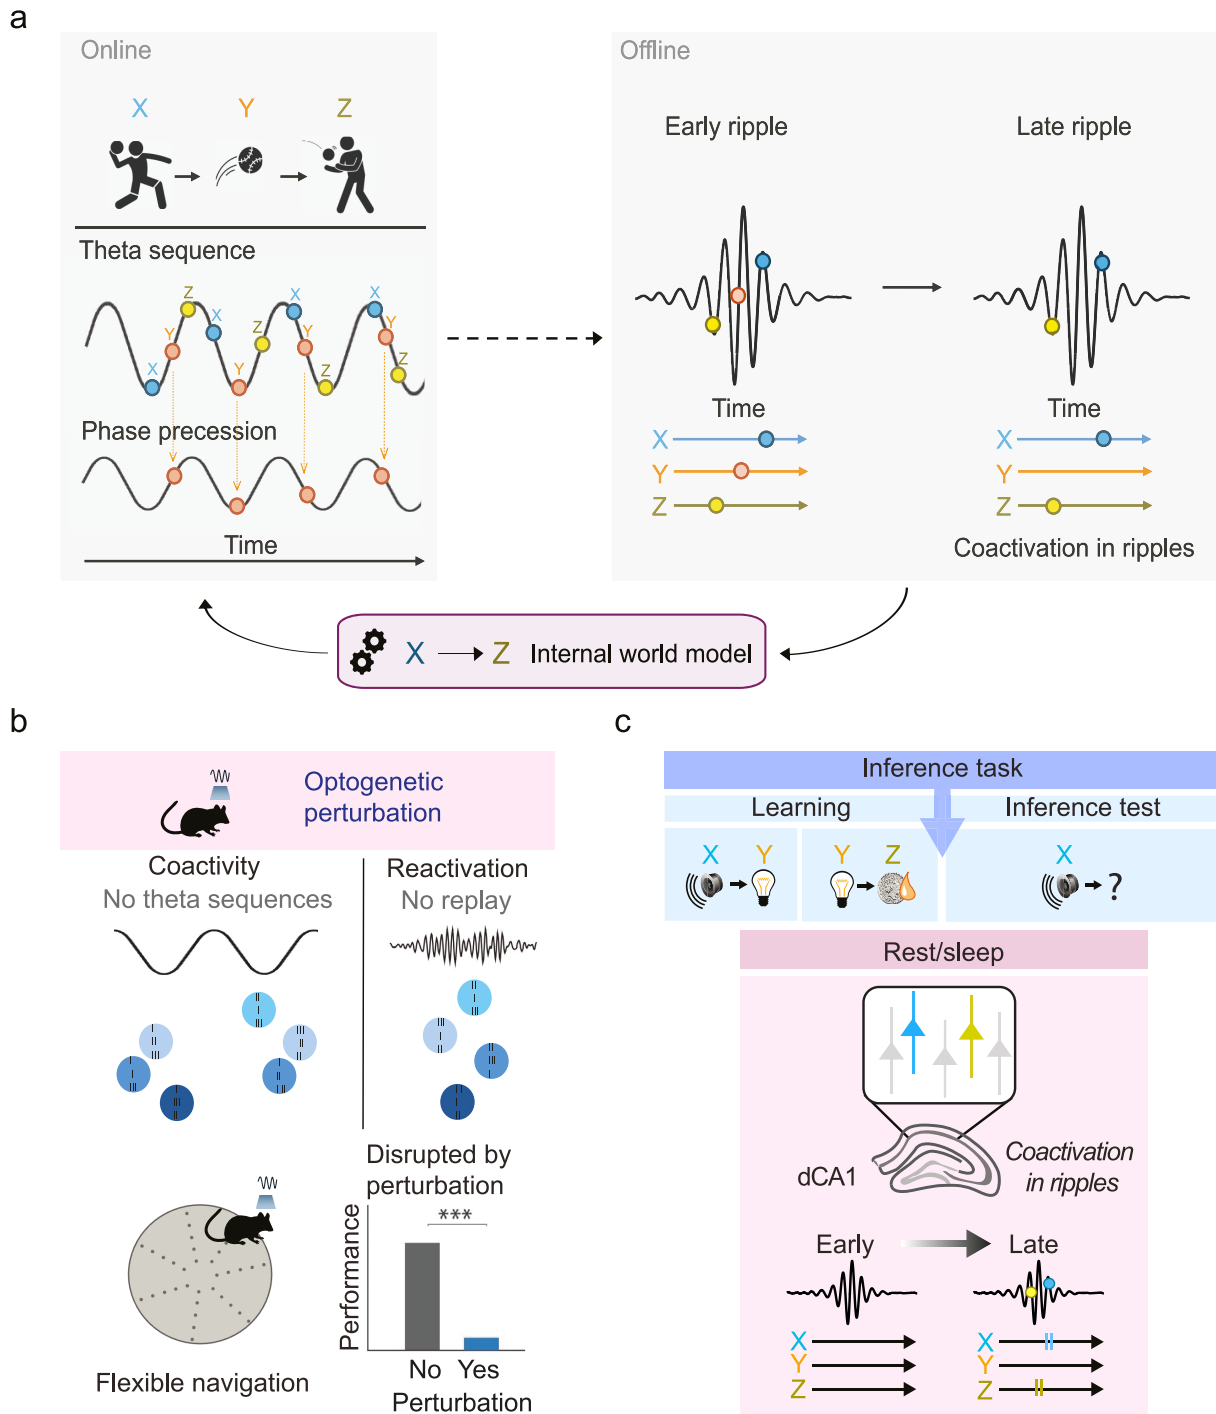 a
Online
X Y Z
Theta sequence
X Y Z X Y Z X Y Z X Y Z
Phase precession
Time
Offline
Early ripple
Late ripple
Time
X
Y
Z
Time
X
Y
Z
Coactivation in ripples
X Z Internal world model
b
Optogenetic
perturbation
Coactivity
No theta sequences
Reactivation
No replay
Flexible navigation
Disrupted by
perturbation
***
Performance
No Yes
Perturbation
c
Inference task
Learning
Inference test
X Y
Y Z
X
?
Rest/sleep
dCA1
Coactivation
in ripples
Early
Late
X
Y
Z
X
Y
Z